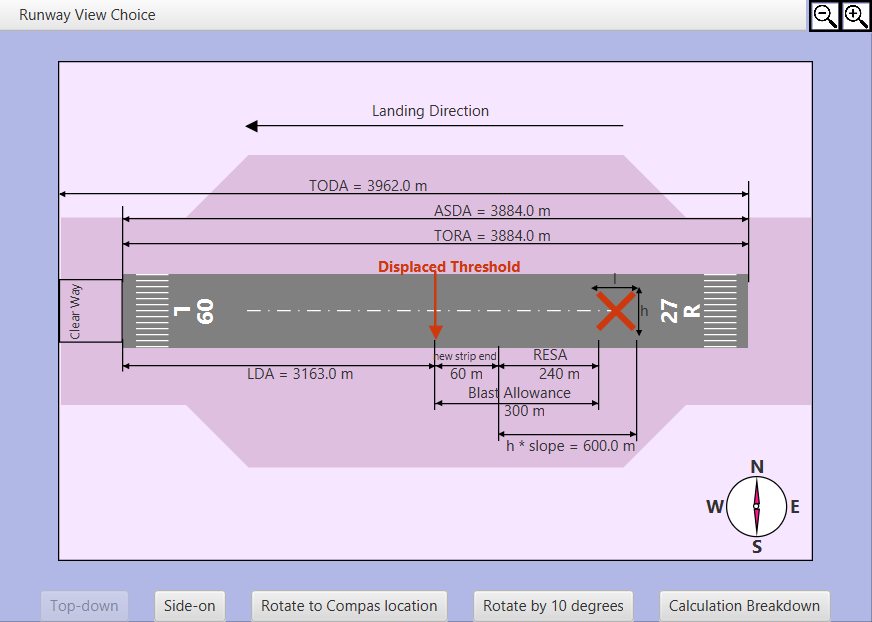 Runway View Choice
Landing Direction
TODA = 3962.0 m
ASDA = 3884.0 m
TORA = 3884.0 m
Displaced Threshold
Clear Way
09
L
l
h
27
R
new strip end
RESA
LDA = 3163.0 m
60 m
240 m
Blast Allowance
300 m
h * slope = 600.0 m
N
W
E
S
Top-down
Side-on
Rotate to Compas location
Rotate by 10 degrees
Calculation Breakdown